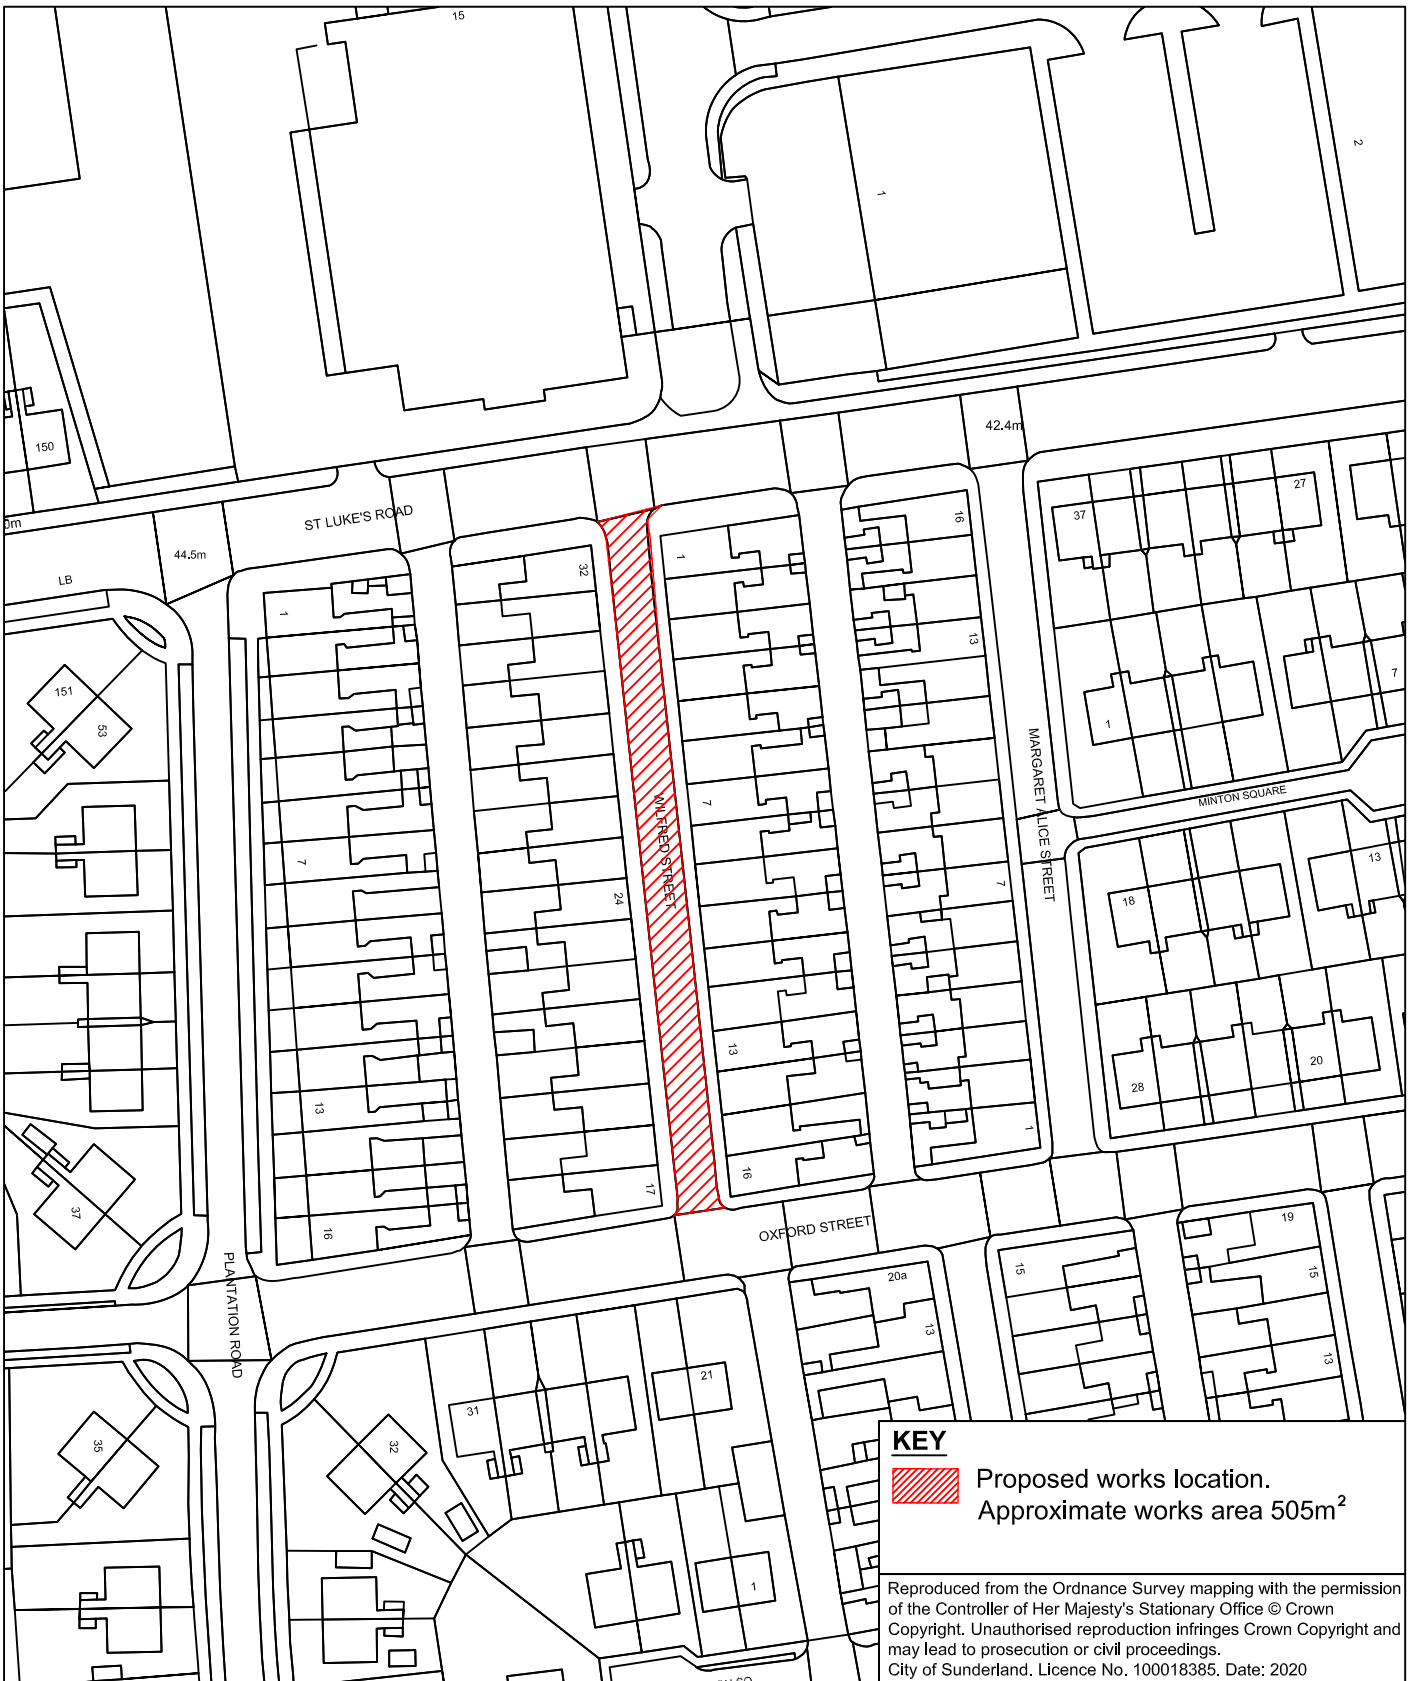 15
1
2
150
42.4m
27
37
16
0m
ST LUKE'S ROAD
44.5m
32
1
LB
1
13
151
53
7
1
MARGARET ALICE STREET
MINTON SQUARE
7
WILFRED STREET
7
24
7
18
13
13
13
28
20
1
16
17
37
16
OXFORD STREET
19
15
15
20a
13
13
PLANTATION ROAD
21
31
35
32
1
KEY
Proposed works location.
Approximate works area 505m²
Reproduced from the Ordnance Survey mapping with the permission
of the Controller of Her Majesty's Stationary Office © Crown
Copyright. Unauthorised reproduction infringes Crown Copyright and
may lead to prosecution or civil proceedings.
City of Sunderland. Licence No. 100018385. Date: 2020